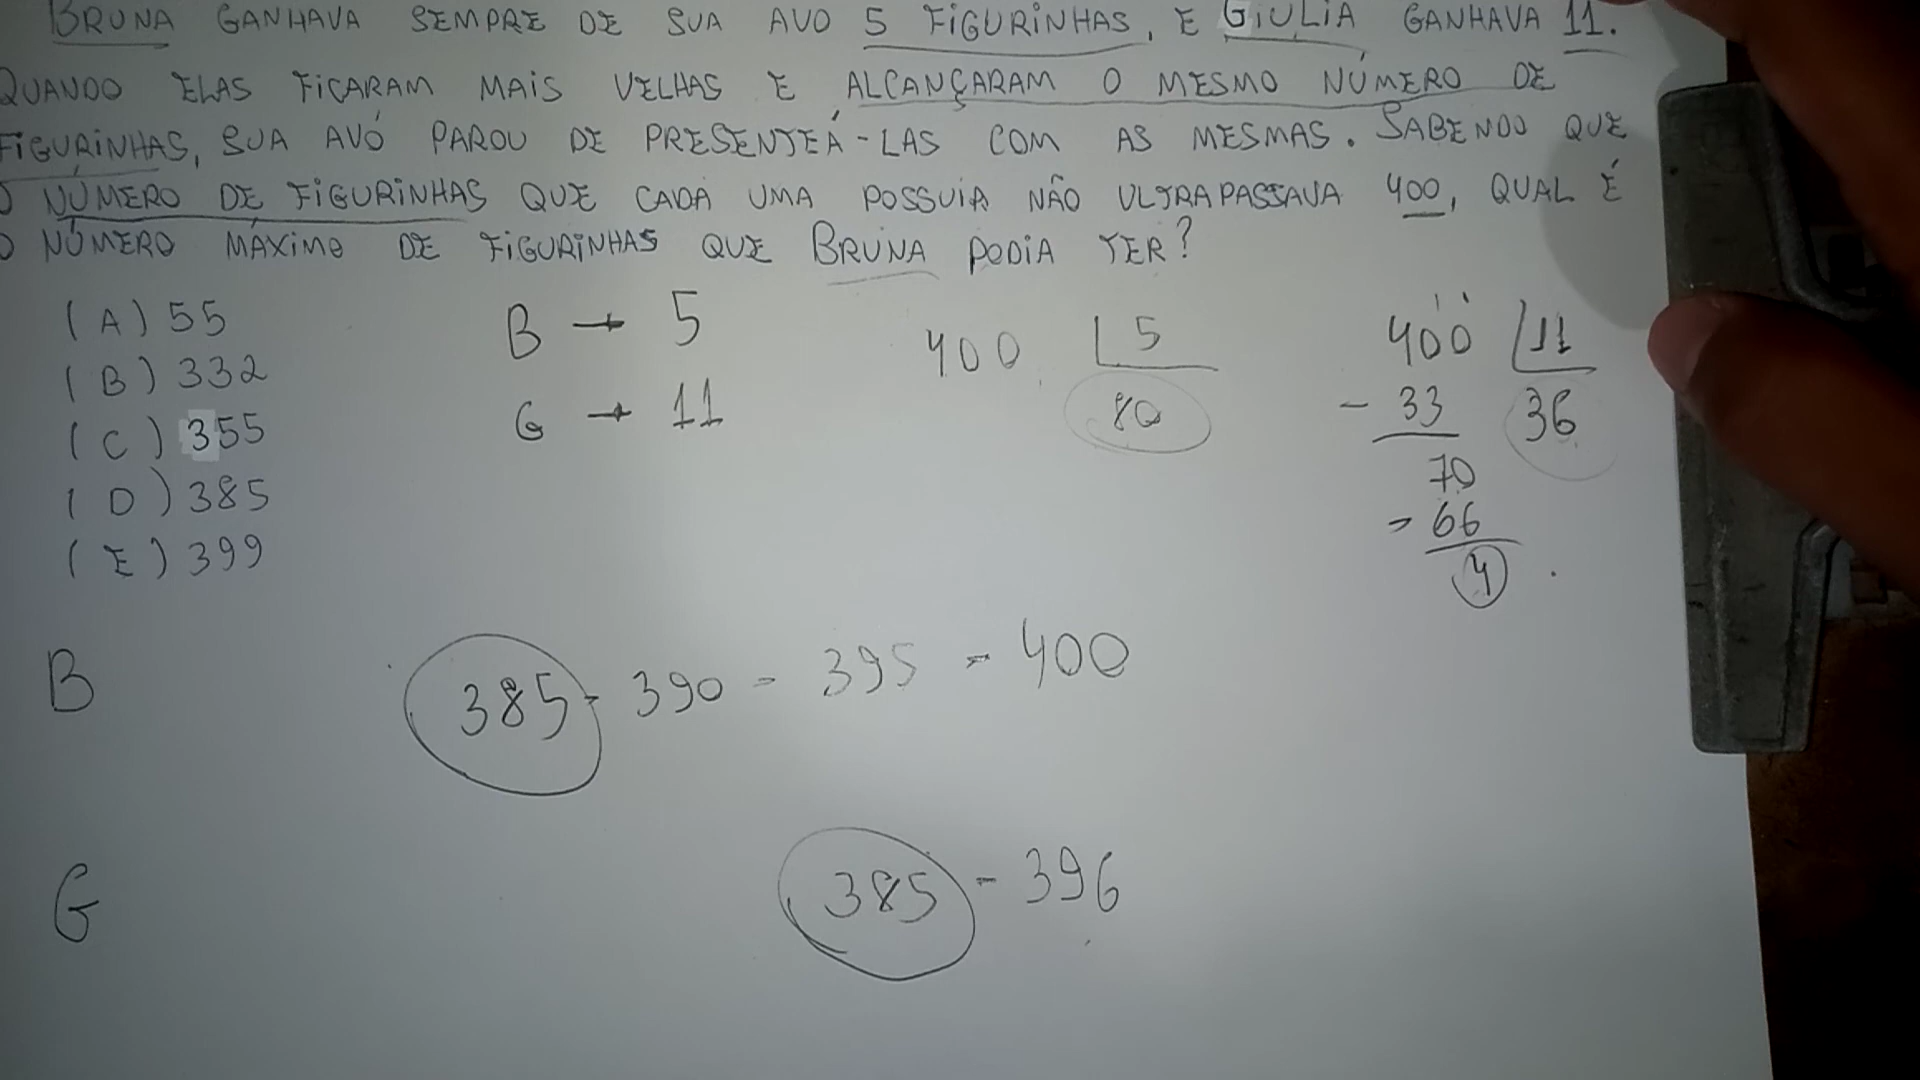 BRUNA GANHAVA SEMPRE DE SUA AVO 5 FIGURINHAS, E GIULIA GANHAVA 11.
QUANDO ELAS FICARAM MAIS VELHAS E ALCANÇARAM O MESMO NÚMERO DE
FIGURINHAS, SUA AVÓ PAROU DE PRESENTEÁ-LAS COM AS MESMAS. SABENDO QUE
O NÚMERO DE FIGURINHAS QUE CADA UMA POSSUIA NÃO ULTRAPASSAVA 400, QUAL É
O NÚMERO MÁXIMO DE FIGURINHAS QUE BRUNA PODIA TER?
(A) 55
(B) 332
(C) 355
(D) 385
(E) 399
B → 5
G → 11
400 5
80
400 11
- 33 36
70
- 66
4
B 385 - 390 - 395 - 400
G 385 - 396